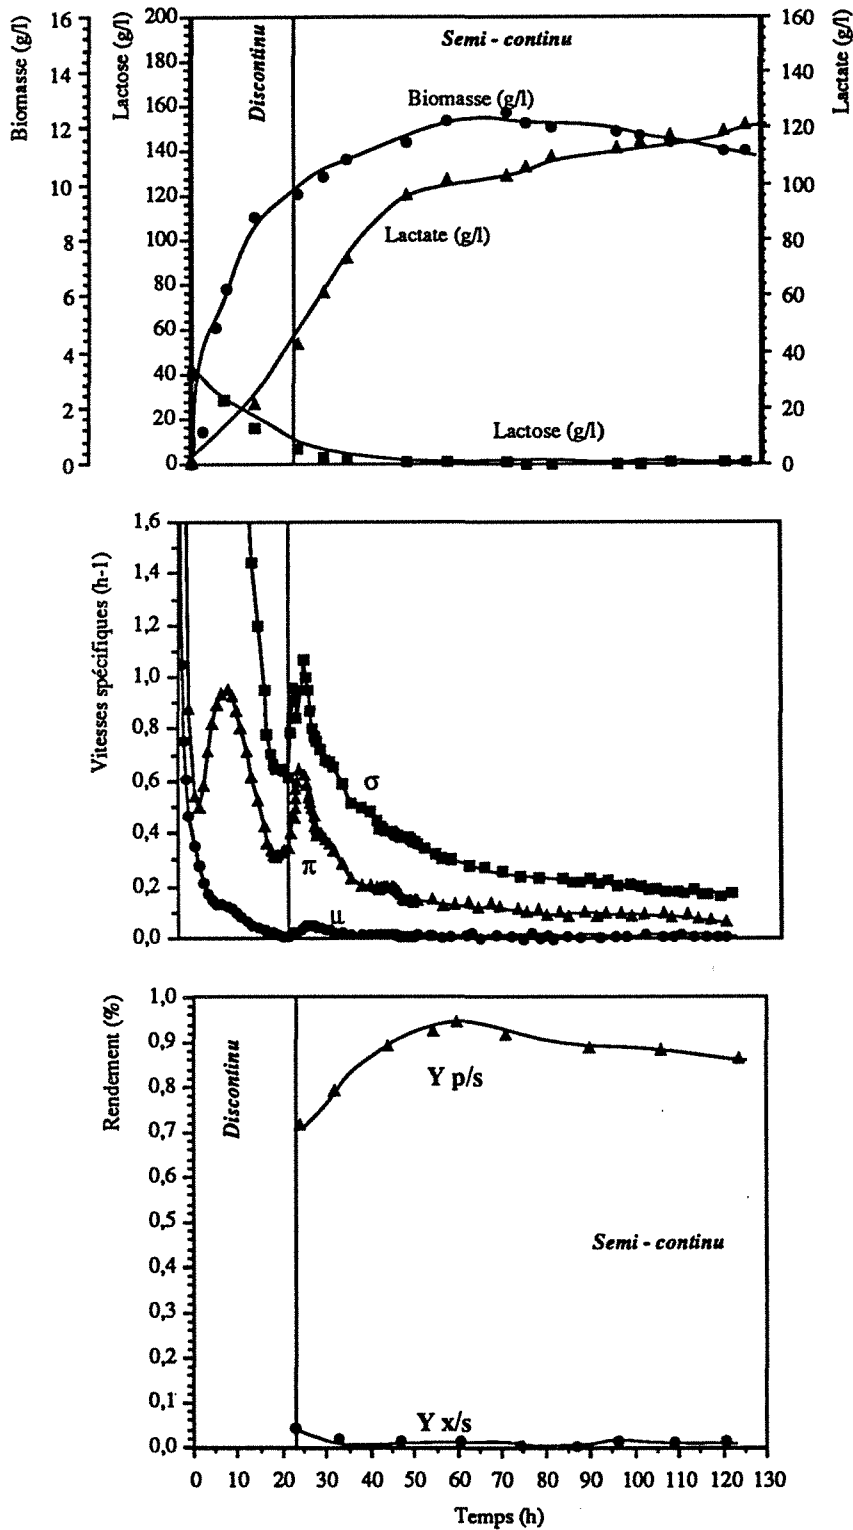 Biomasse (g/l)
16
14
12
10
8
6
4
2
0
Lactose (g/l)
200
180
160
140
120
100
80
60
40
20
0
Discontinu
Semi - continu
Biomasse (g/l)
Lactate (g/l)
Lactose (g/l)
Lactate (g/l)
160
140
120
100
80
60
40
20
0
Vitesses spécifiques (h-1)
1,6
1,4
1,2
1,0
0,8
0,6
0,4
0,2
0,0
σ
π
μ
Rendement (%)
1,0
0,9
0,8
0,7
0,6
0,5
0,4
0,3
0,2
0,1
0,0
Discontinu
Y p/s
Semi - continu
Y x/s
0 10 20 30 40 50 60 70 80 90 100 110 120 130
Temps (h)